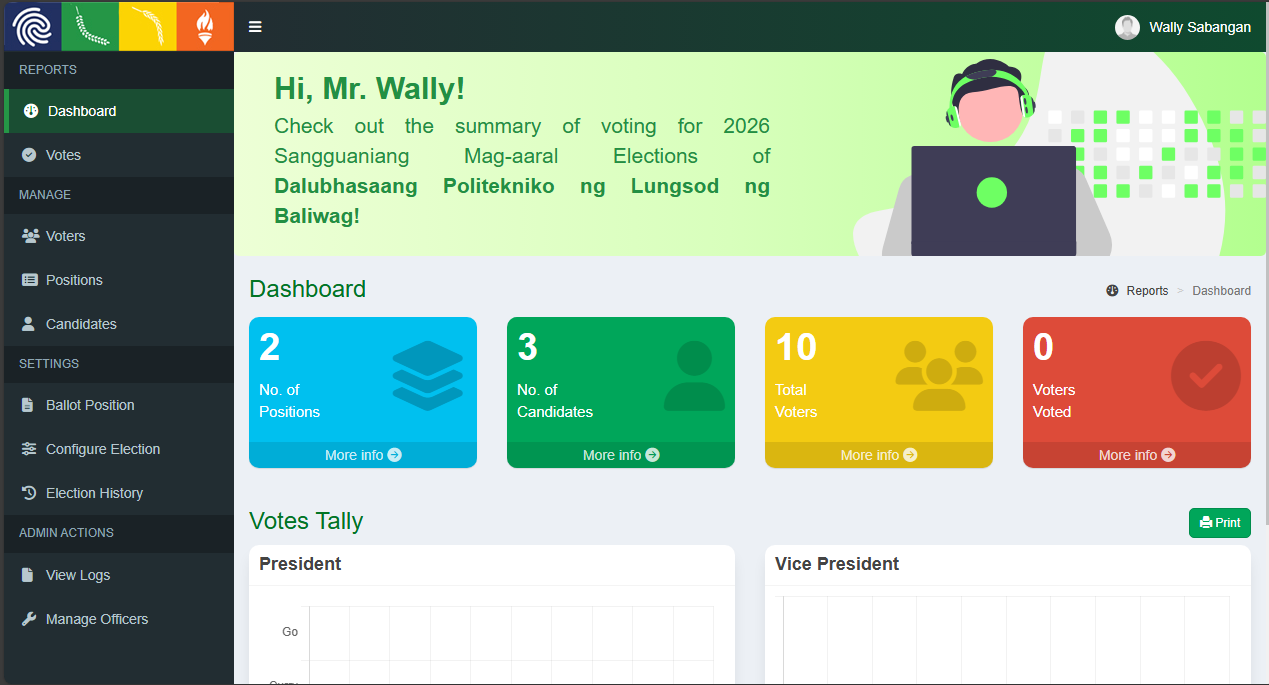 Wally Sabangan
REPORTS
Dashboard
Votes
MANAGE
Voters
Positions
Candidates
SETTINGS
Ballot Position
Configure Election
Election History
ADMIN ACTIONS
View Logs
Manage Officers
Hi, Mr. Wally!
Check out the summary of voting for 2026
Sangguaniang Mag-aaral Elections of
Dalubhasaang Politekniko ng Lungsod ng
Baliwag!
Dashboard
Reports > Dashboard
2
No. of
Positions
More info
3
No. of
Candidates
More info
10
Total
Voters
More info
0
Voters
Voted
More info
Votes Tally
Print
President
Go
Vice President